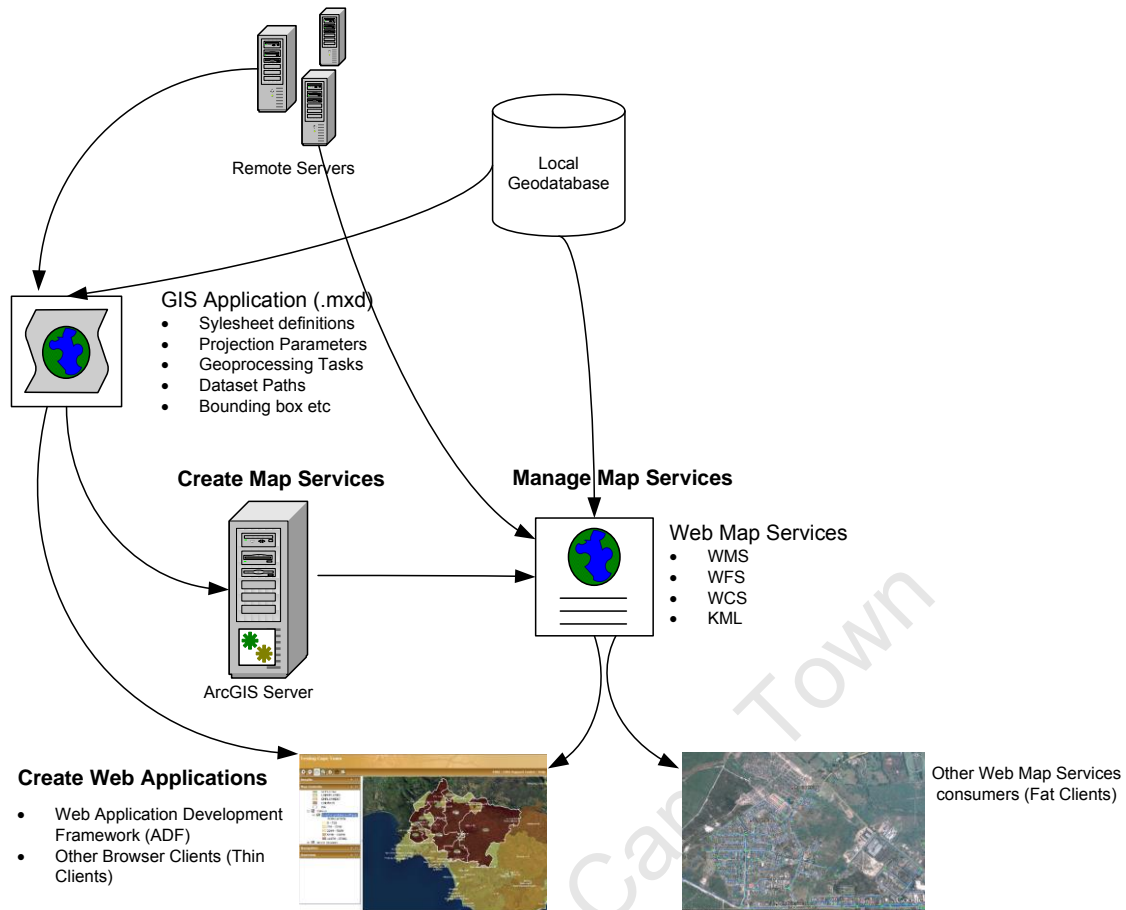 Remote Servers
Local
Geodatabase
GIS Application (.mxd)
• Sylesheet definitions
• Projection Parameters
• Geoprocessing Tasks
• Dataset Paths
• Bounding box etc
Create Map Services
Manage Map Services
Web Map Services
• WMS
• WFS
• WCS
• KML
ArcGIS Server
Create Web Applications
• Web Application Development
Framework (ADF)
• Other Browser Clients (Thin
Clients)
Other Web Map Services
consumers (Fat Clients)
Cape Town